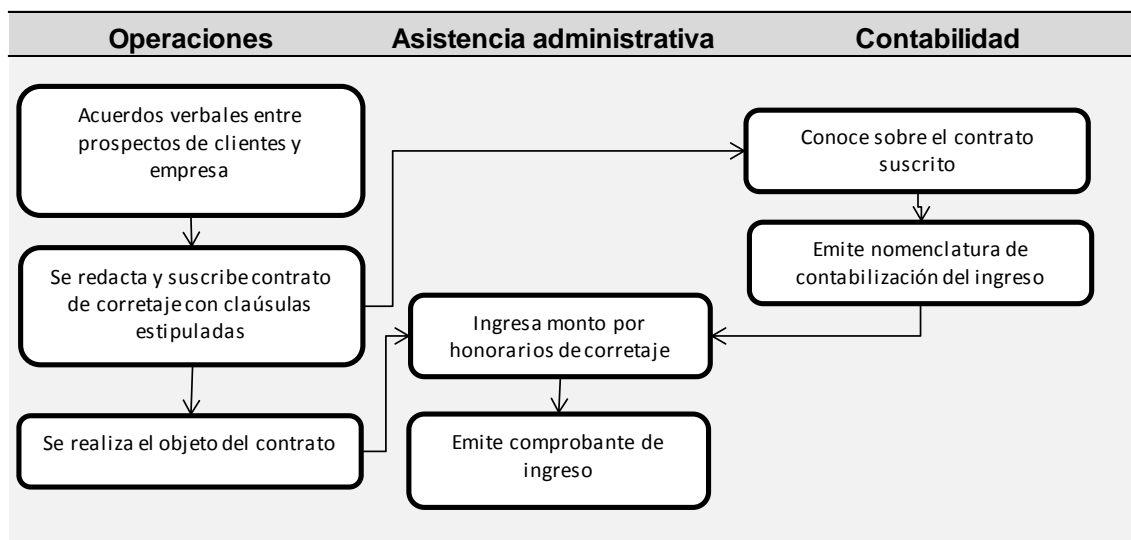 Operaciones
Asistencia administrativa
Contabilidad
Acuerdos verbales entre
prospectos de clientes y
empresa
Se redacta y suscribe contrato
de corretaje con claúsulas
estipuladas
Se realiza el objeto del contrato
Ingresa monto por
honorarios de corretaje
Emite comprobante de
ingreso
Conoce sobre el contrato
suscrito
Emite nomenclatura de
contabilización del ingreso